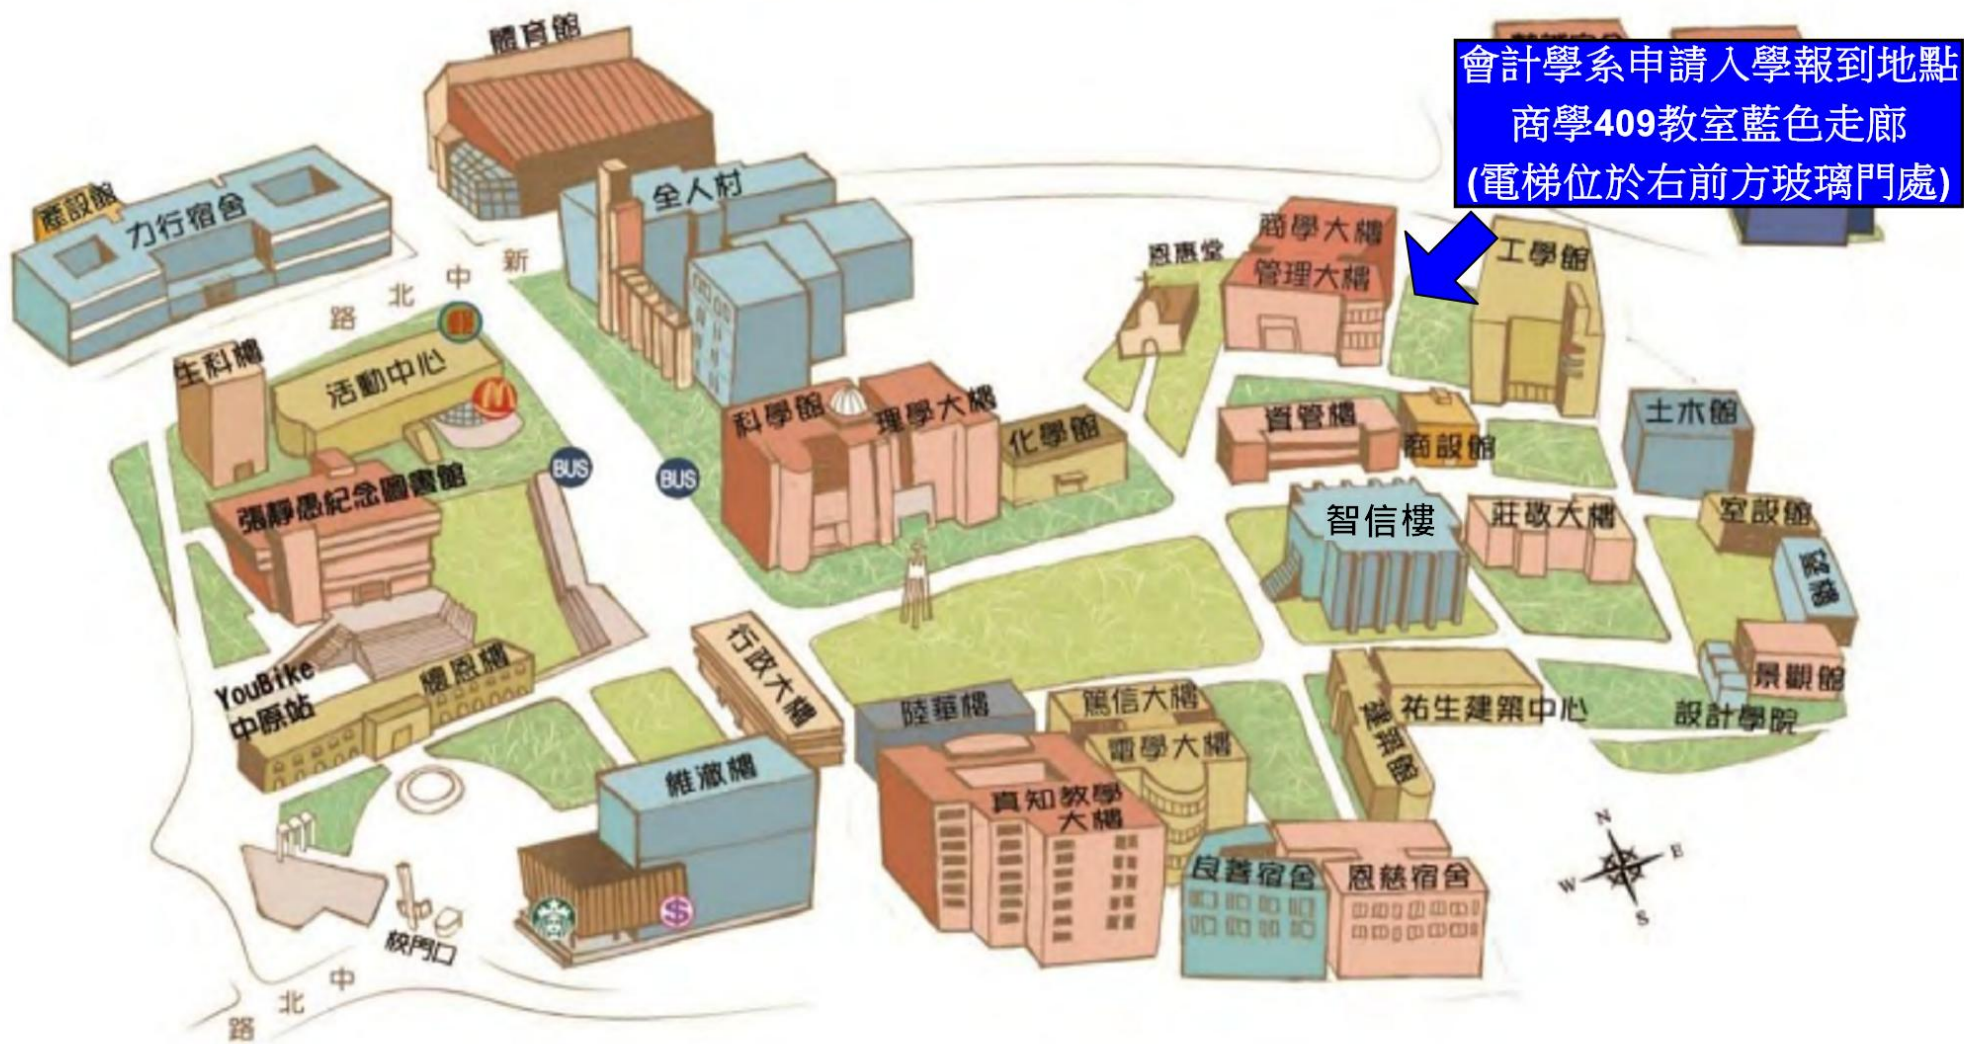 體育館
會計學系申請入學報到地點
商學409教室藍色走廊
(電梯位於右前方玻璃門處)
產設館
力行宿舍
全人村
新中北路
恩惠堂
商學大樓
管理大樓
工學館
生科樓
活動中心
科學館
理學大樓
化學館
資管樓
商設館
土木館
BUS
BUS
張靜愚紀念圖書館
智信樓
莊敬大樓
室設館
YouBike
中原站
懷恩樓
行政大樓
陸華樓
篤信大樓
電學大樓
建築館
祐生建築中心
景觀館
設計學院
維澈樓
真知教學
大樓
良善宿舍
恩慈宿舍
校門口
中北路
N
E
W
S